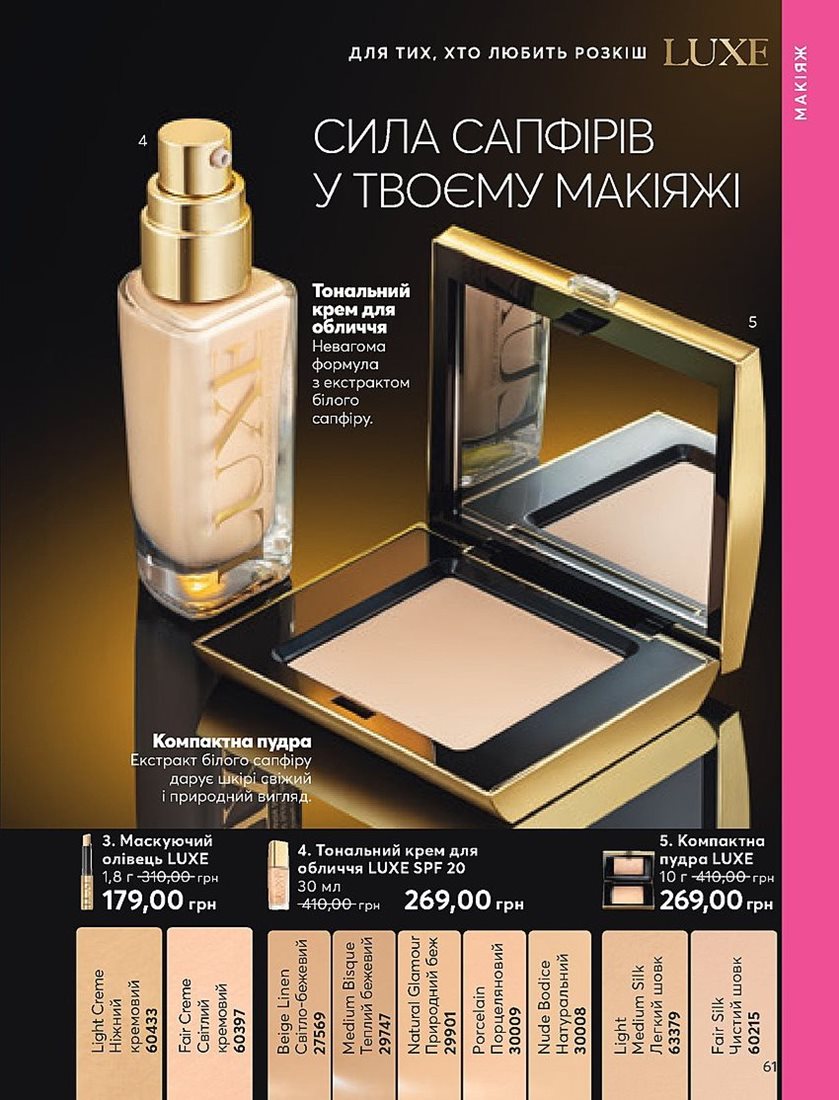 ДЛЯ ТИХ, ХТО ЛЮБИТЬ РОЗКІШ LUXE
МАКІЯЖ
4
СИЛА САПФІРІВ
У ТВОЄМУ МАКІЯЖІ
Тональний
крем для
обличчя
Невагома
формула
з екстрактом
білого
сапфіру.
5
LUXE
Компактна пудра
Екстракт білого сапфіру
дарує шкірі свіжий
і природний вигляд.
3. Маскуючий
олівець LUXE
1,8 г 310,00 грн
179,00 грн
4. Тональний крем для
обличчя LUXE SPF 20
30 мл
410,00 грн 269,00 грн
5. Компактна
пудра LUXE
10 г 410,00 грн
269,00 грн
Light Creme
Ніжний
кремовий
60433
Fair Creme
Світлий
кремовий
60397
Beige Linen
Світло-бежевий
27569
Medium Bisque
Теплий бежевий
29747
Natural Glamour
Природний беж
29901
Porcelain
Порцеляновий
30009
Nude Bodice
Натуральний
30008
Light
Medium Silk
Легкий шовк
63379
Fair Silk
Чистий шовк
60215
61